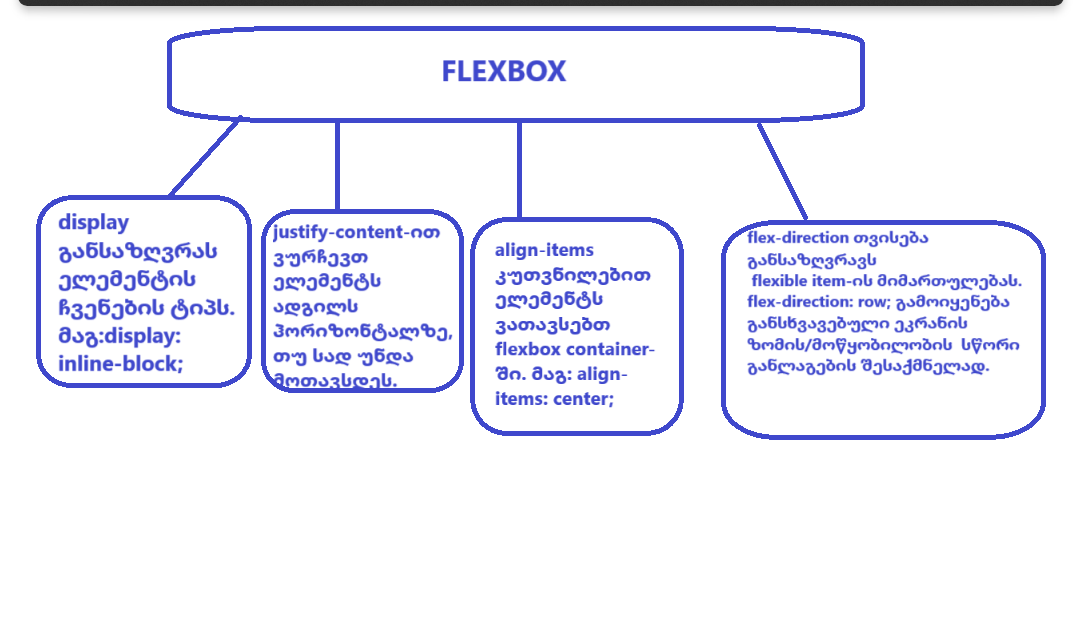 FLEXBOX
display
განსაზღვრას
ელემენტის
ჩვენების ტიპს.
მაგ:display:
inline-block;
justify-content-ით
ვურჩევთ
ელემენტს
ადგილს
ჰორიზონტალზე,
თუ სად უნდა
მოთავსდეს.
align-items
კუთვნილებით
ელემენტს
ვათავსებთ
flexbox container-
ში. მაგ: align-
items: center;
flex-direction თვისება
განსაზღვრავს
flexible item-ის მიმართულებას.
flex-direction: row; გამოიყენება
განსხვავებული ეკრანის
ზომის/მოწყობილობის სწორი
განლაგების შესაქმნელად.